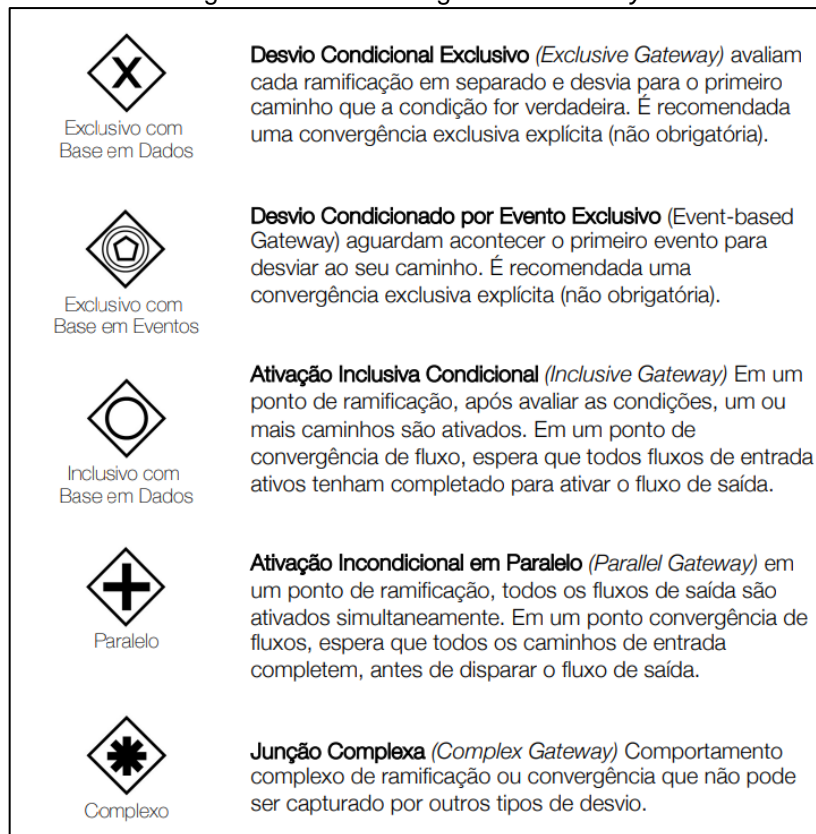 Desvio Condicional Exclusivo (Exclusive Gateway) avaliam
cada ramificação em separado e desvia para o primeiro
caminho que a condição for verdadeira. É recomendada
uma convergência exclusiva explícita (não obrigatória).
X
Exclusivo com
Base em Dados
Desvio Condicionado por Evento Exclusivo (Event-based
Gateway) aguardam acontecer o primeiro evento para
desviar ao seu caminho. É recomendada uma
convergência exclusiva explícita (não obrigatória).
Exclusivo com
Base em Eventos
Ativação Inclusiva Condicional (Inclusive Gateway) Em um
ponto de ramificação, após avaliar as condições, um ou
mais caminhos são ativados. Em um ponto de
convergência de fluxo, espera que todos fluxos de entrada
ativos tenham completado para ativar o fluxo de saída.
Inclusivo com
Base em Dados
Ativação Incondicional em Paralelo (Parallel Gateway) em
um ponto de ramificação, todos os fluxos de saída são
ativados simultaneamente. Em um ponto convergência de
fluxos, espera que todos os caminhos de entrada
completem, antes de disparar o fluxo de saída.
Paralelo
Junção Complexa (Complex Gateway) Comportamento
complexo de ramificação ou convergência que não pode
ser capturado por outros tipos de desvio.
Complexo